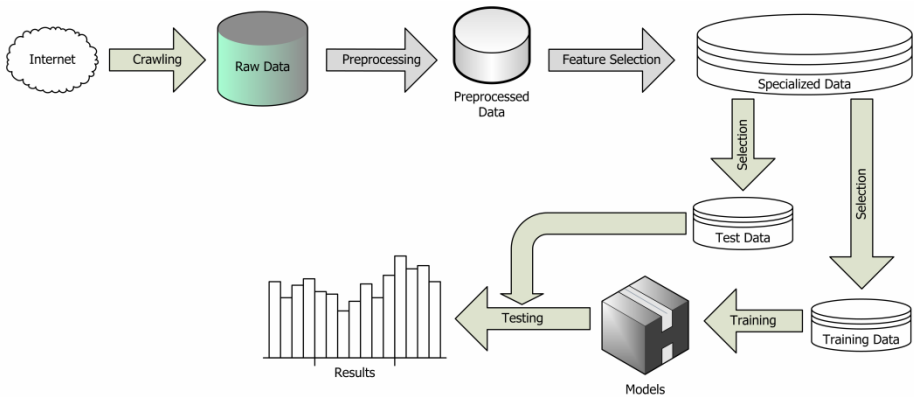 Internet
Crawling
Raw Data
Preprocessing
Preprocessed
Data
Feature Selection
Specialized Data
Selection
Selection
Test Data
Testing
Training
Training Data
Results
Models